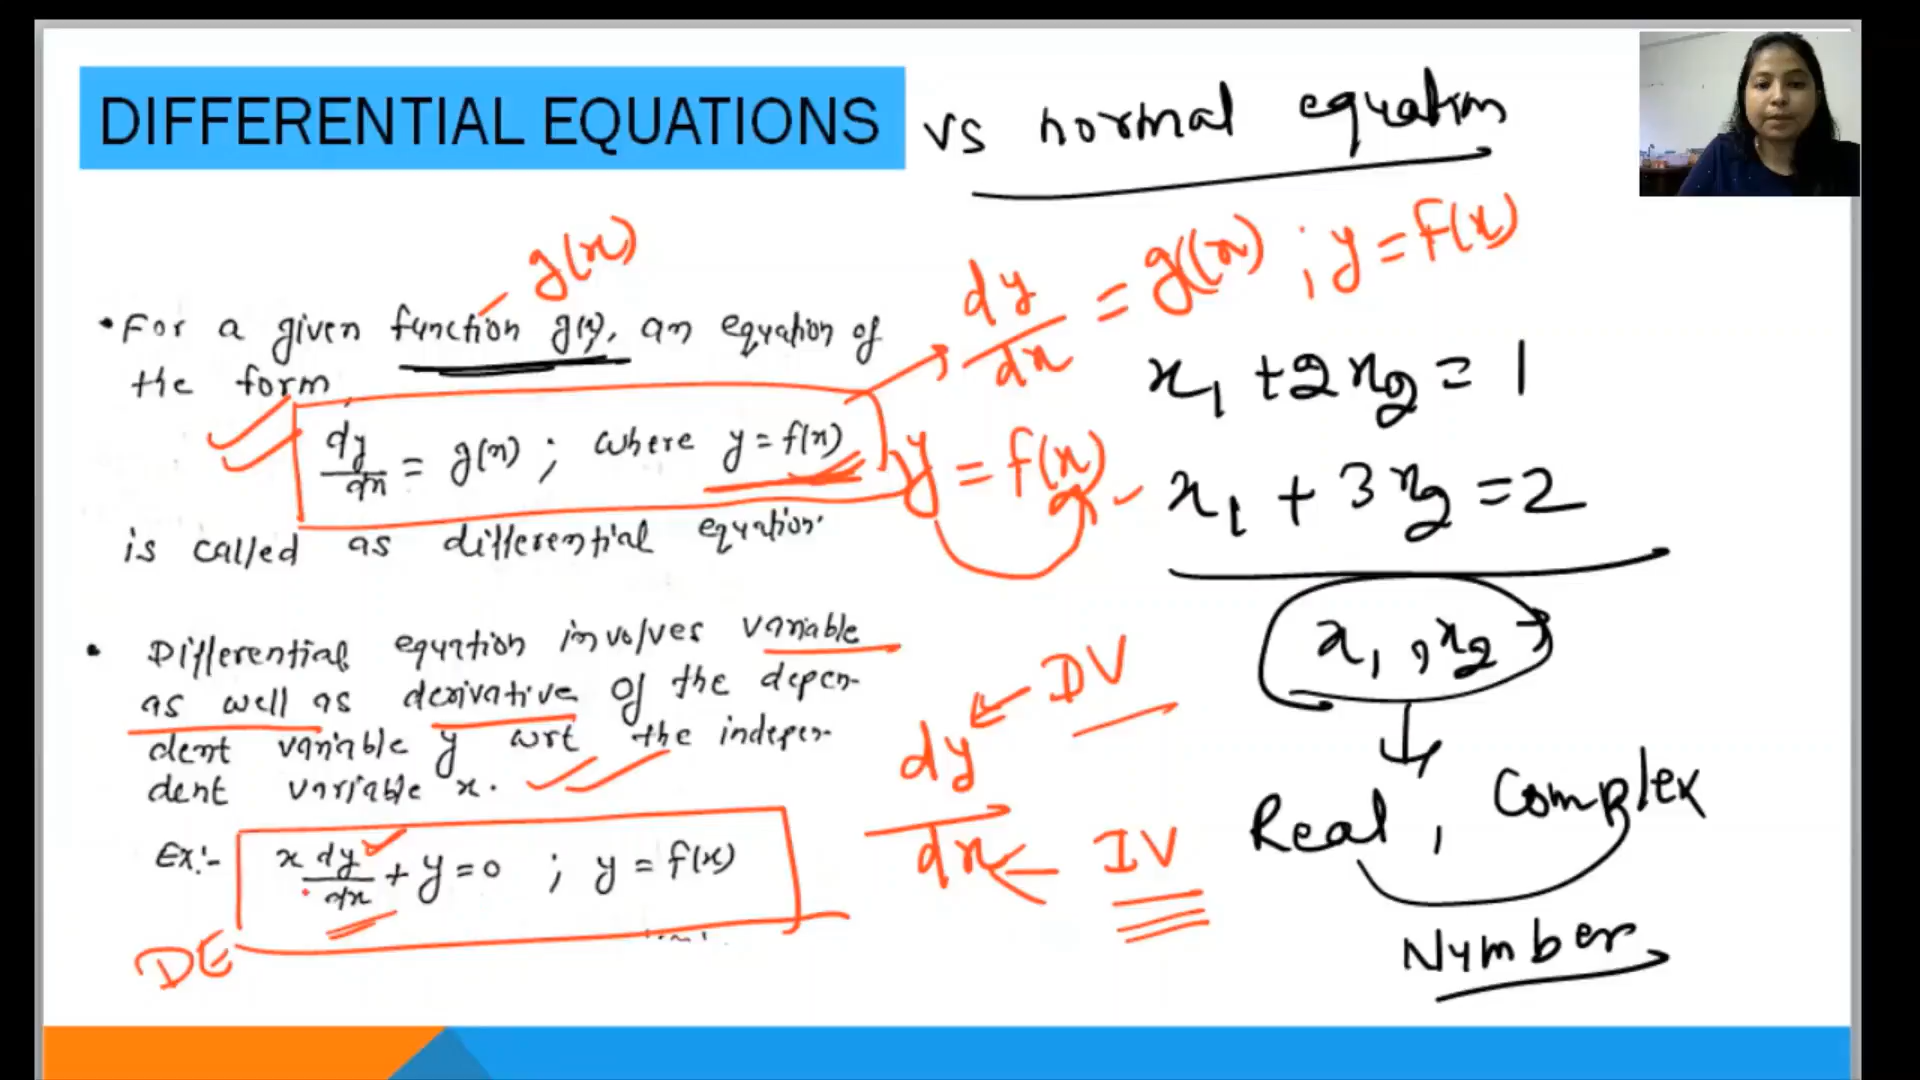 DIFFERENTIAL EQUATIONS vs normal equation
g(x)
dy/dx = g(x) ; y = f(x)
• For a given function g(x), an equation of
the form,
dy/dx = g(x) ; where y = f(x)
is called as differential equation.
y = f(x)
x
x₁ + 2x₂ = 1
x₁ + 3x₂ = 2
x₁, x₂
Real, Complex
Number
• Differential equation involves variable
as well as derivative of the depen-
dent variable y wrt the indepen-
dent variable x.
DV
dy/dx
IV
Ex:- x dy/dx + y = 0 ; y = f(x)
DE